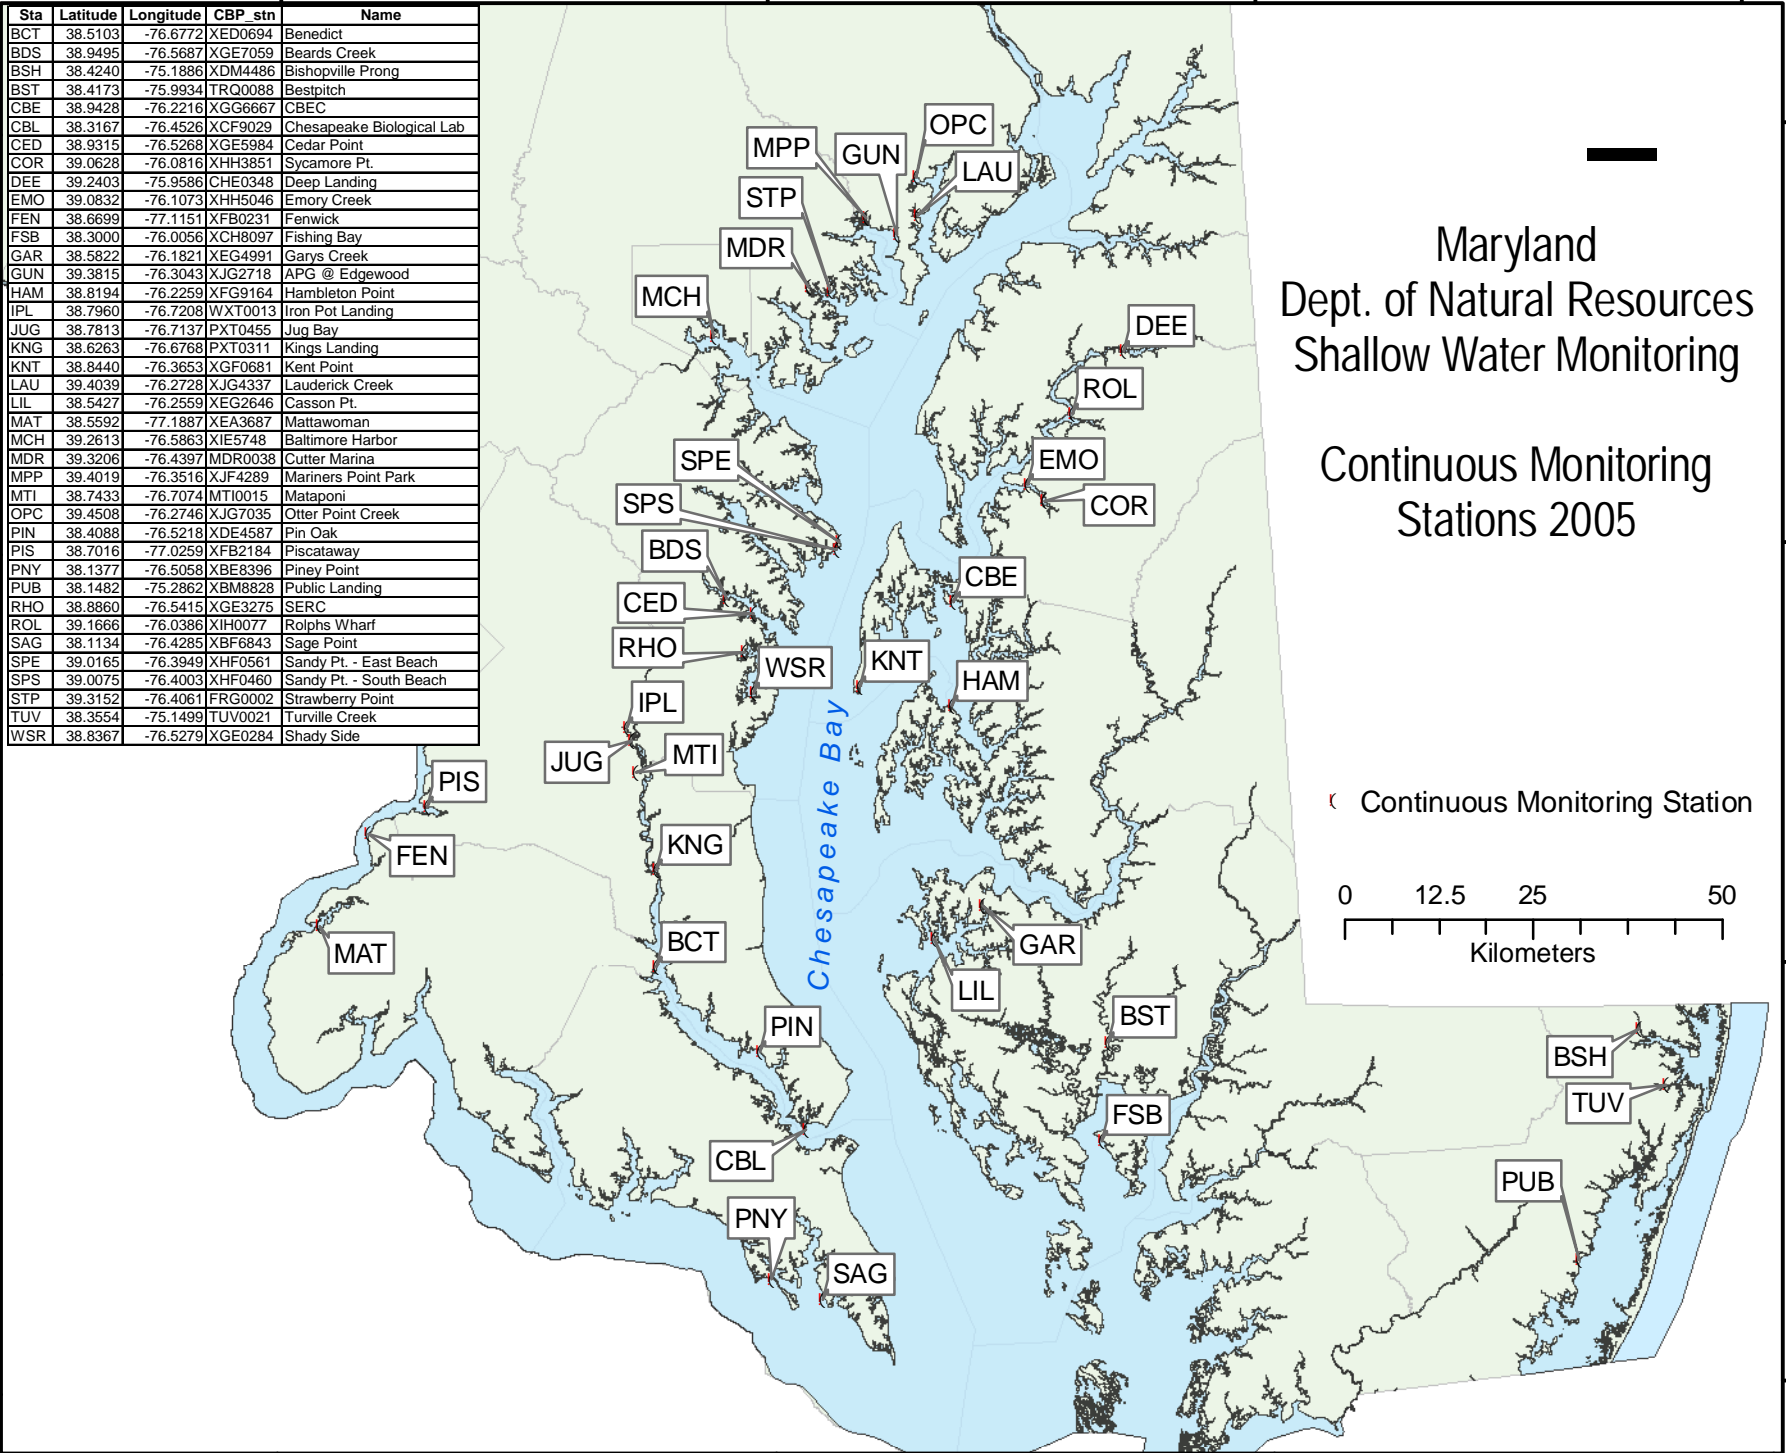 Sta Latitude Longitude CBP_stn Name
BCT 38.5103 -76.6772 XED0694 Benedict
BDS 38.9495 -76.5687 XGE7059 Beards Creek
BSH 38.4240 -75.1886 XDM4486 Bishopville Prong
BST 38.4173 -75.9934 TRQ0088 Bestpitch
CBE 38.9428 -76.2216 XGG6667 CBEC
CBL 38.3167 -76.4526 XCF9029 Chesapeake Biological Lab
CED 38.9315 -76.5268 XGE5984 Cedar Point
COR 39.0628 -76.0816 XHH3851 Sycamore Pt.
DEE 39.2403 -75.9586 CHE0348 Deep Landing
EMO 39.0832 -76.1073 XHH5046 Emory Creek
FEN 38.6699 -77.1151 XFB0231 Fenwick
FSB 38.3000 -76.0056 XCH8097 Fishing Bay
GAR 38.5822 -76.1821 XEG4991 Garys Creek
GUN 39.3815 -76.3043 XJG2718 APG @ Edgewood
HAM 38.8194 -76.2259 XFG9164 Hambleton Point
IPL 38.7960 -76.7208 WXT0013 Iron Pot Landing
JUG 38.7813 -76.7137 PXT0455 Jug Bay
KNG 38.6263 -76.6768 PXT0311 Kings Landing
KNT 38.8440 -76.3653 XGF0681 Kent Point
LAU 39.4039 -76.2728 XJG4337 Lauderick Creek
LIL 38.5427 -76.2559 XEG2646 Casson Pt.
MAT 38.5592 -77.1887 XEA3687 Mattawoman
MCH 39.2613 -76.5863 XIE5748 Baltimore Harbor
MDR 39.3206 -76.4397 MDR0038 Cutter Marina
MPP 39.4019 -76.3516 XJF4289 Mariners Point Park
MTI 38.7433 -76.7074 MTI0015 Mataponi
OPC 39.4508 -76.2746 XJG7035 Otter Point Creek
PIN 38.4088 -76.5218 XDE4587 Pin Oak
PIS 38.7016 -77.0259 XFB2184 Piscataway
PNY 38.1377 -76.5058 XBE8396 Piney Point
PUB 38.1482 -75.2862 XBM8828 Public Landing
RHO 38.8860 -76.5415 XGE3275 SERC
ROL 39.1666 -76.0386 XIH0077 Rolphs Wharf
SAG 38.1134 -76.4285 XBF6843 Sage Point
SPE 39.0165 -76.3949 XHF0561 Sandy Pt. - East Beach
SPS 39.0075 -76.4003 XHF0460 Sandy Pt. - South Beach
STP 39.3152 -76.4061 FRG0002 Strawberry Point
TUV 38.3554 -75.1499 TUV0021 Turville Creek
WSR 38.8367 -76.5279 XGE0284 Shady Side
Maryland
Dept. of Natural Resources
Shallow Water Monitoring
Continuous Monitoring
Stations 2005
Continuous Monitoring Station
0 12.5 25 50
Kilometers
OPC
MPP
GUN
LAU
STP
MDR
MCH
DEE
ROL
SPE
EMO
SPS
COR
BDS
CBE
CED
RHO
WSR
KNT
HAM
IPL
JUG
MTI
PIS
Chesapeake Bay
KNG
FEN
BCT
GAR
MAT
LIL
PIN
BST
BSH
TUV
FSB
CBL
PUB
PNY
SAG